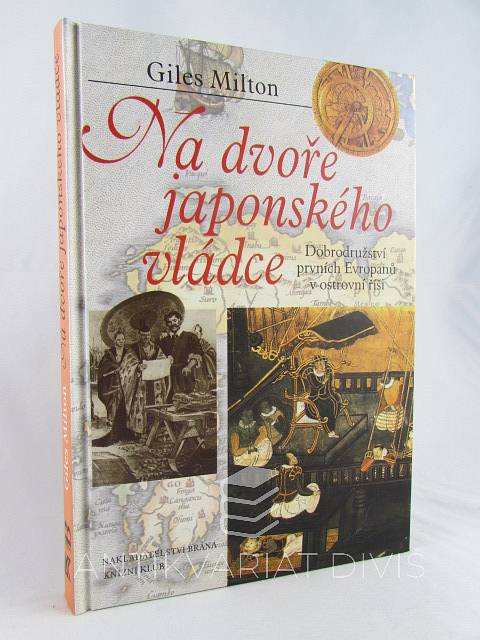 Giles Milton
Na dvoře
japonského
vládce
Dobrodružství
prvních Evropanů
v ostrovní říši
NAKLADATELSTVÍ BRÁNA
KNIŽNÍ KLUB
Giles Milton Na dvoře japonského vládce
ANTIKVARIÁT DIVIŠ